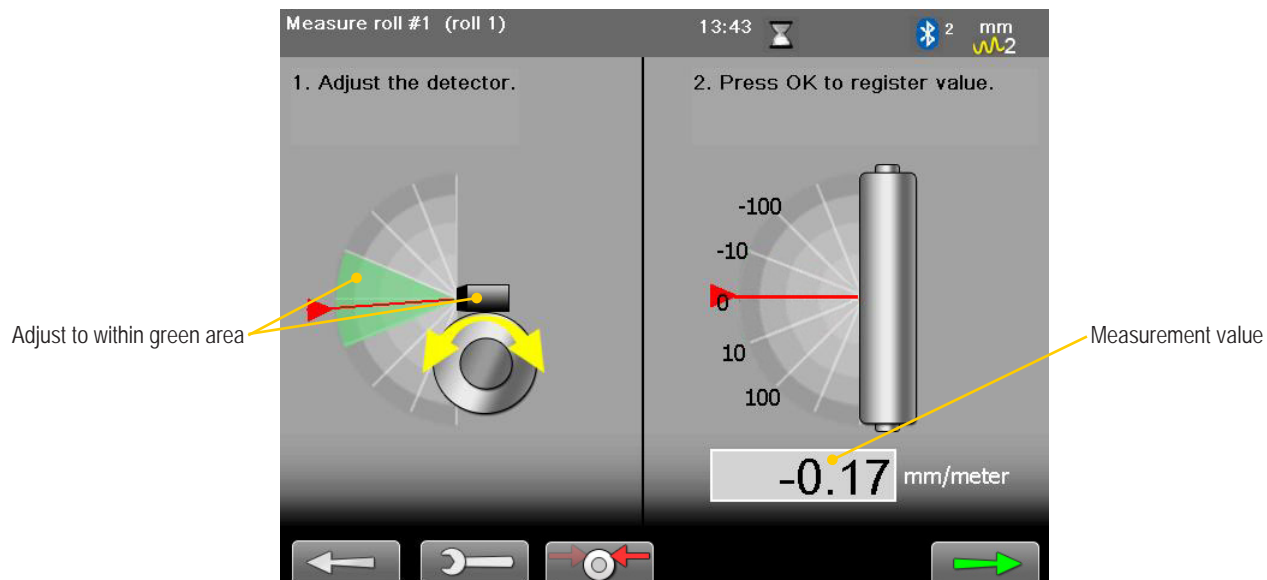 Measure roll #1 (roll 1)
13:43
2
mm
2
1. Adjust the detector.
2. Press OK to register value.
-100
-10
0
10
100
Adjust to within green area
Measurement value
-0.17 mm/meter